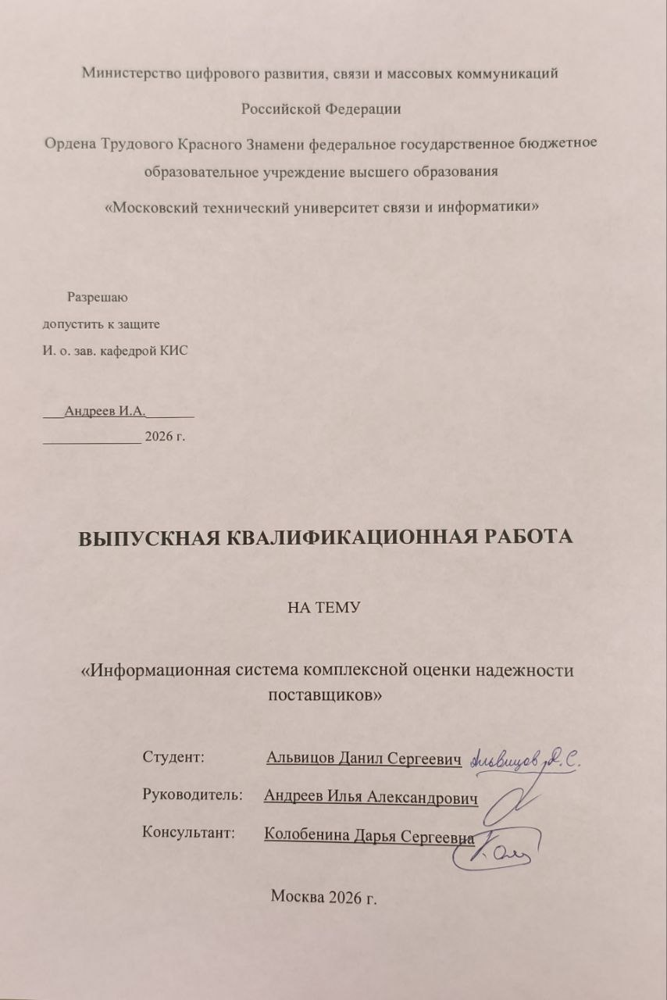 Министерство цифрового развития, связи и массовых коммуникаций
Российской Федерации
Ордена Трудового Красного Знамени федеральное государственное бюджетное
образовательное учреждение высшего образования
«Московский технический университет связи и информатики»
Разрешаю
допустить к защите
И. о. зав. кафедрой КИС
___Андреев И.А._______
______________ 2026 г.
ВЫПУСКНАЯ КВАЛИФИКАЦИОННАЯ РАБОТА
НА ТЕМУ
«Информационная система комплексной оценки надежности
поставщиков»
Студент: Альвицов Данил Сергеевич Альвицов Д.С.
Руководитель: Андреев Илья Александрович
Консультант: Колобенина Дарья Сергеевна
Москва 2026 г.